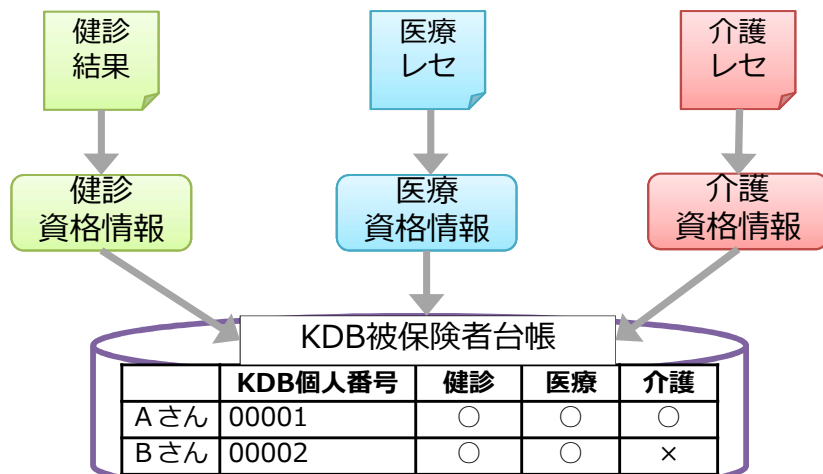 健診
結果
医療
レセ
介護
レセ
健診
資格情報
医療
資格情報
介護
資格情報
KDB被保険者台帳
KDB個人番号 健診 医療 介護
Aさん 00001 ○ ○ ○
Bさん 00002 ○ ○ ×